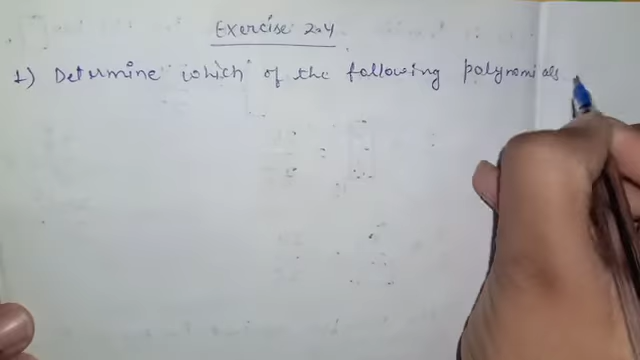 Exercise 2.4
1) Determine which of the following polynomials